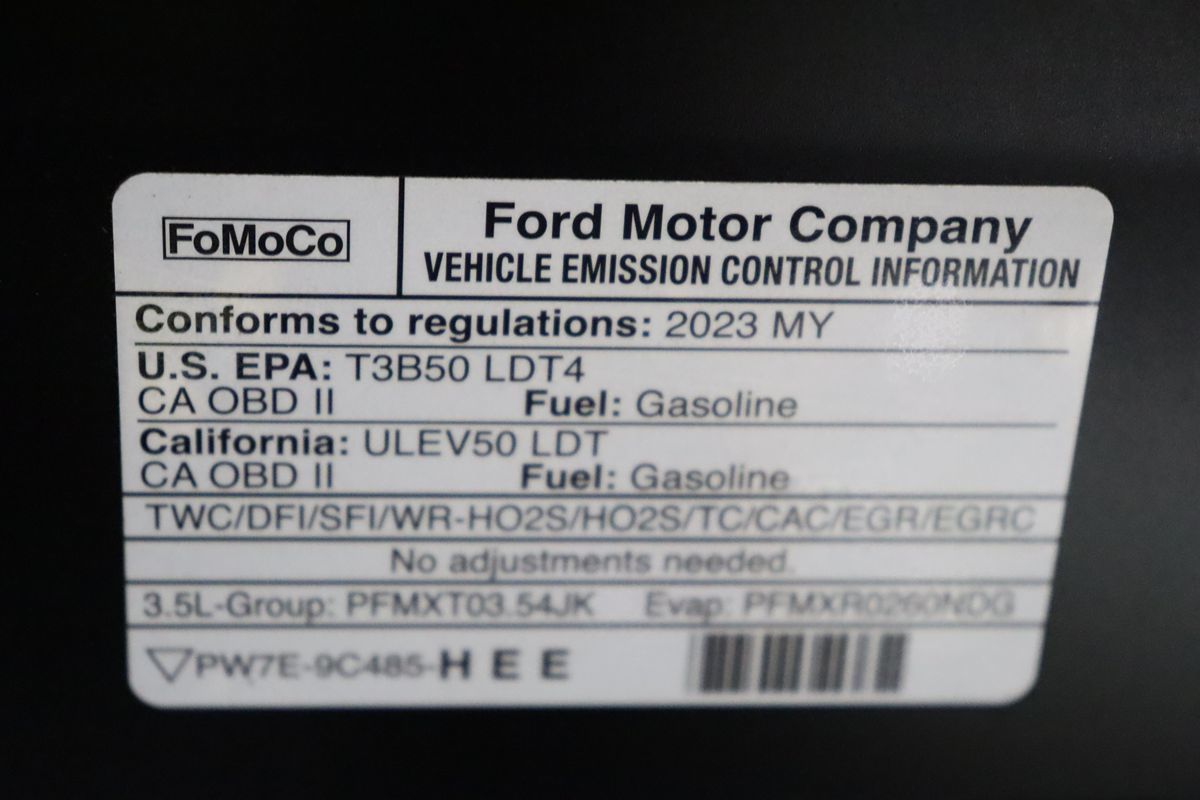 FoMoCo
Ford Motor Company
VEHICLE EMISSION CONTROL INFORMATION
Conforms to regulations: 2023 MY
U.S. EPA: T3B50 LDT4
CA OBD II Fuel: Gasoline
California: ULEV50 LDT
CA OBD II Fuel: Gasoline
TWC/DFI/SFI/WR-HO2S/HO2S/TC/CAC/EGR/EGRC
No adjustments needed.
3.5L-Group: PFMXT03.54JK Evap: PFMXR0260NDG
PW7E-9C485-HEE